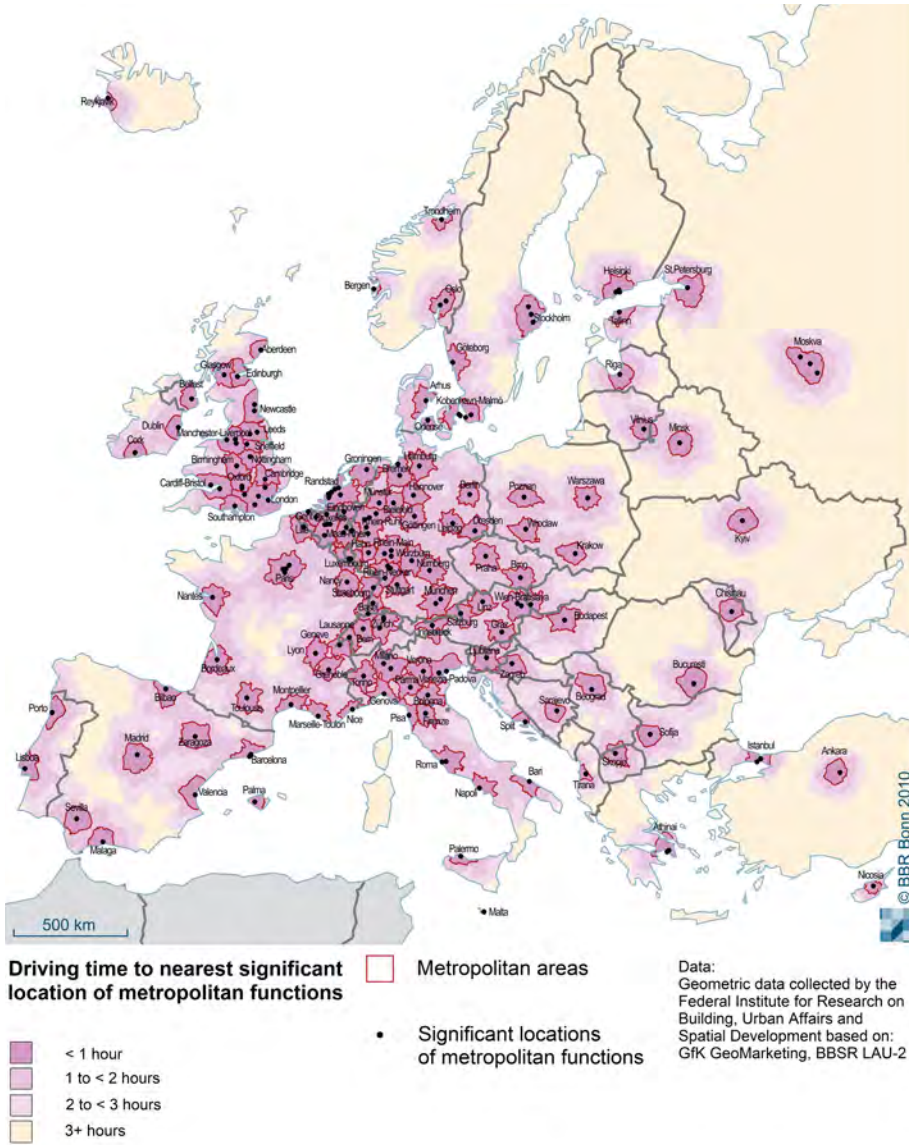 Reykjavik
Trondheim
Bergen
Oslo
Helsinki
St.Petersburg
Stockholm
Tallinn
Moskva
Göteborg
Aberdeen
Glasgow
Edinburgh
Riga
Belfast
Arhus
Newcastle
Kobenhavn-Malmö
Odense
Vilnius
Minsk
Dublin
Manchester-Liverpool
Leeds
Cork
Sheffield
Birmingham
Nottingham
Groningen
Hamburg
Bremen
Cambridge
Oxford
Cardiff-Bristol
London
Randstad
Hannover
Berlin
Poznan
Warszawa
Southampton
Münster
Bielefeld
Eindhoven
Göttingen
Leipzig
Dresden
Wroclaw
Lille
Kyiv
Krakow
Rhein-Main
Würzburg
Luxembourg
Praha
Paris
Nürnberg
Brno
Nancy
Stuttgart
Strasbourg
Nantes
München
Linz
Wien-Bratislava
Chisinau
Basel
Salzburg
Budapest
Lausanne
Zürich
Bern
Innsbruck
Graz
Geneve
Lyon
Ljubljana
Bordeaux
Milano
Verona
Zagreb
Grenoble
Torino
Venezia-Padova
Bucuresti
Parma
Beograd
Bilbao
Toulouse
Montpellier
Genova
Bologna
Marseille-Toulon
Nice
Pisa
Firenze
Sarajevo
Porto
Split
Sofija
Zaragoza
Madrid
Skopje
Istanbul
Ankara
Barcelona
Roma
Bari
Tirana
Lisboa
Napoli
Valencia
Palma
Sevilla
Athinai
Malaga
Palermo
Nicosia
Malta
© BBR Bonn 2010
500 km
Driving time to nearest significant
location of metropolitan functions
< 1 hour
1 to < 2 hours
2 to < 3 hours
3+ hours
Metropolitan areas
Significant locations
of metropolitan functions
Data:
Geometric data collected by the
Federal Institute for Research on
Building, Urban Affairs and
Spatial Development based on:
GfK GeoMarketing, BBSR LAU-2